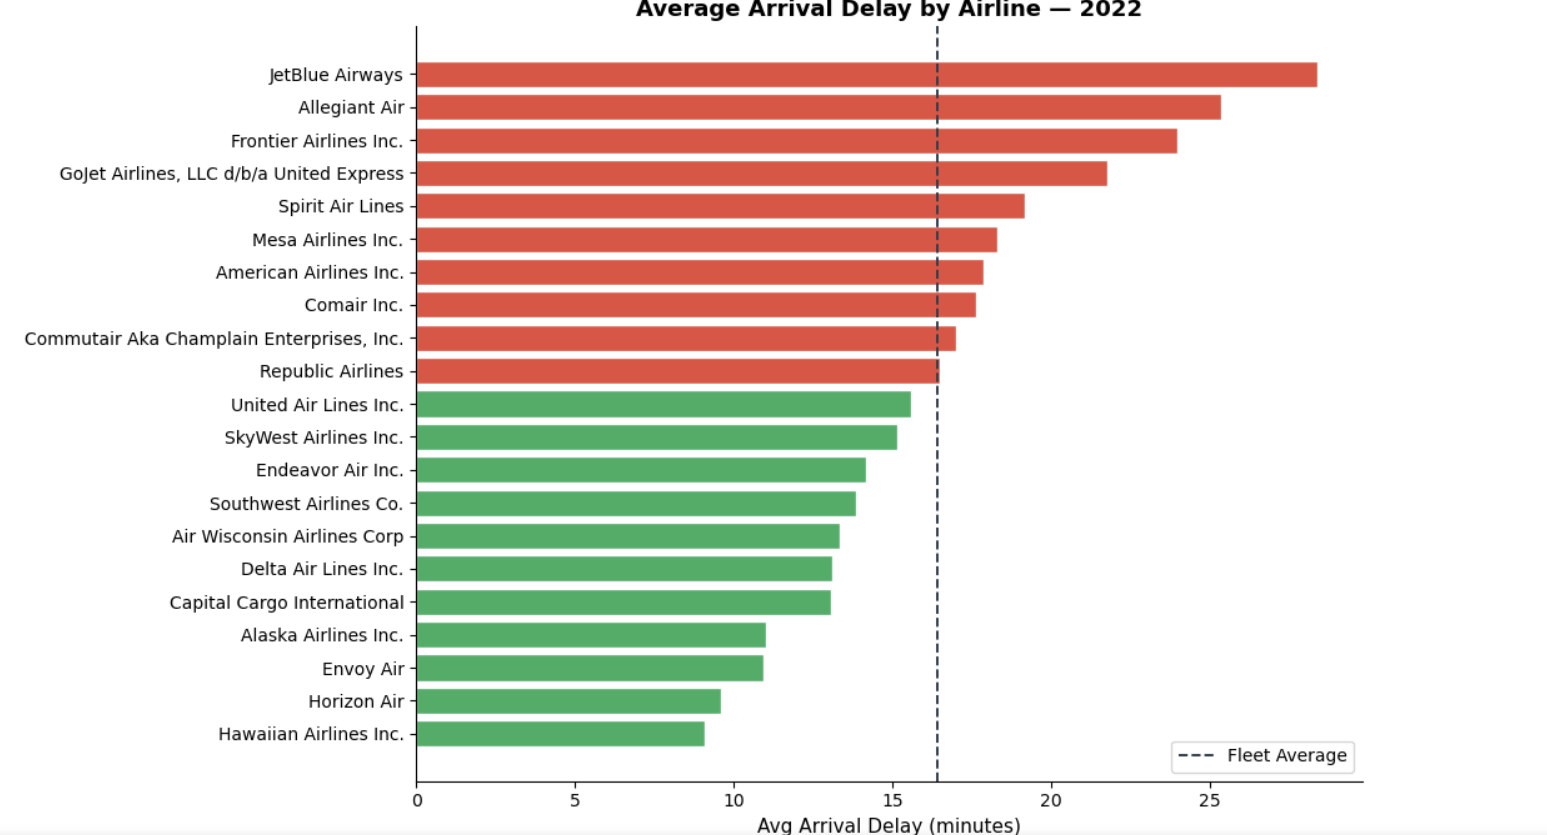 Average Arrival Delay by Airline — 2022
JetBlue Airways
Allegiant Air
Frontier Airlines Inc.
GoJet Airlines, LLC d/b/a United Express
Spirit Air Lines
Mesa Airlines Inc.
American Airlines Inc.
Comair Inc.
Commutair Aka Champlain Enterprises, Inc.
Republic Airlines
United Air Lines Inc.
SkyWest Airlines Inc.
Endeavor Air Inc.
Southwest Airlines Co.
Air Wisconsin Airlines Corp
Delta Air Lines Inc.
Capital Cargo International
Alaska Airlines Inc.
Envoy Air
Horizon Air
Hawaiian Airlines Inc.
Fleet Average
0 5 10 15 20 25
Avg Arrival Delay (minutes)